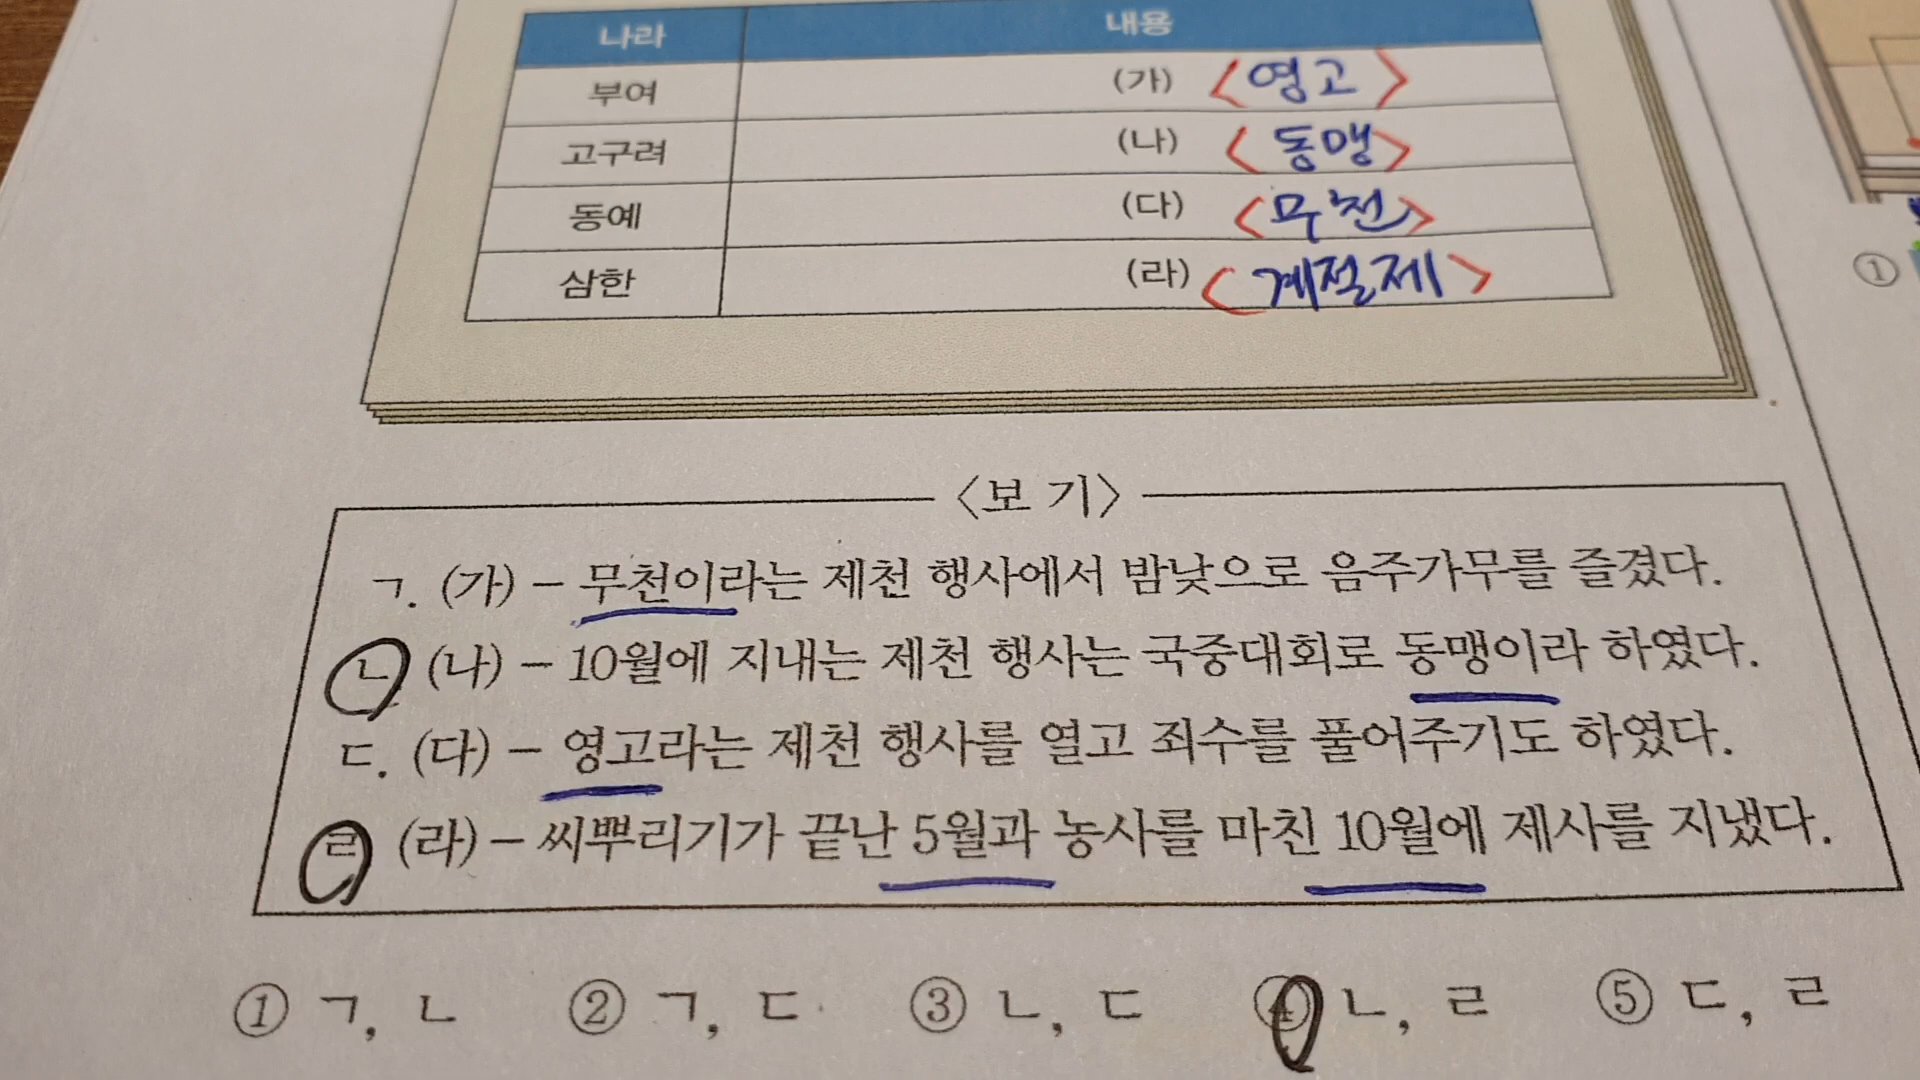 나라 내용
부여 (가) <영고>
고구려 (나) <동맹>
동예 (다) <무천>
삼한 (라) <계절제>
①
<보 기>
ㄱ. (가) – 무천이라는 제천 행사에서 밤낮으로 음주가무를 즐겼다.
ㄴ. (나) – 10월에 지내는 제천 행사는 국중대회로 동맹이라 하였다.
ㄷ. (다) – 영고라는 제천 행사를 열고 죄수를 풀어주기도 하였다.
ㄹ. (라) – 씨뿌리기가 끝난 5월과 농사를 마친 10월에 제사를 지냈다.
① ㄱ, ㄴ ② ㄱ, ㄷ ③ ㄴ, ㄷ ④ ㄴ, ㄹ ⑤ ㄷ, ㄹ